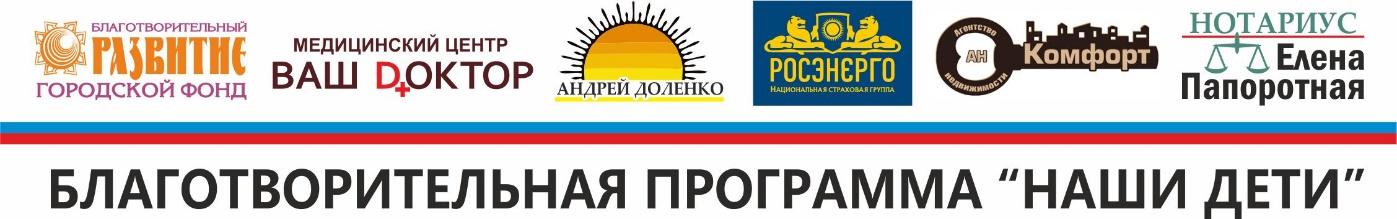 БЛАГОТВОРИТЕЛЬНЫЙ
РАЗВИТИЕ
ГОРОДСКОЙ ФОНД
МЕДИЦИНСКИЙ ЦЕНТР
ВАШ DОКТОР
АНДРЕЙ ДОЛЕНКО
РОСЭНЕРГО
НАЦИОНАЛЬНАЯ СТРАХОВАЯ ГРУППА
Агентство
АН
недвижимости
Комфорт
НОТАРИУС
Елена
Папоротная
БЛАГОТВОРИТЕЛЬНАЯ ПРОГРАММА “НАШИ ДЕТИ”